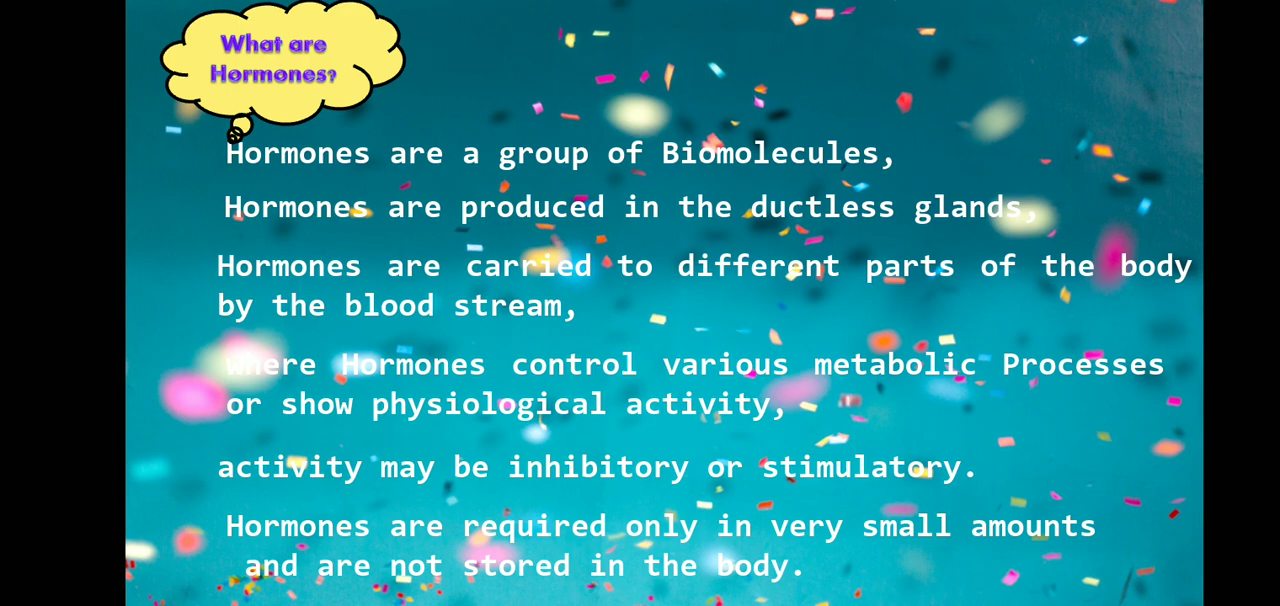 What are
Hormones?
Hormones are a group of Biomolecules,
Hormones are produced in the ductless glands,
Hormones are carried to different parts of the body
by the blood stream,
where Hormones control various metabolic Processes
or show physiological activity,
activity may be inhibitory or stimulatory.
Hormones are required only in very small amounts
and are not stored in the body.